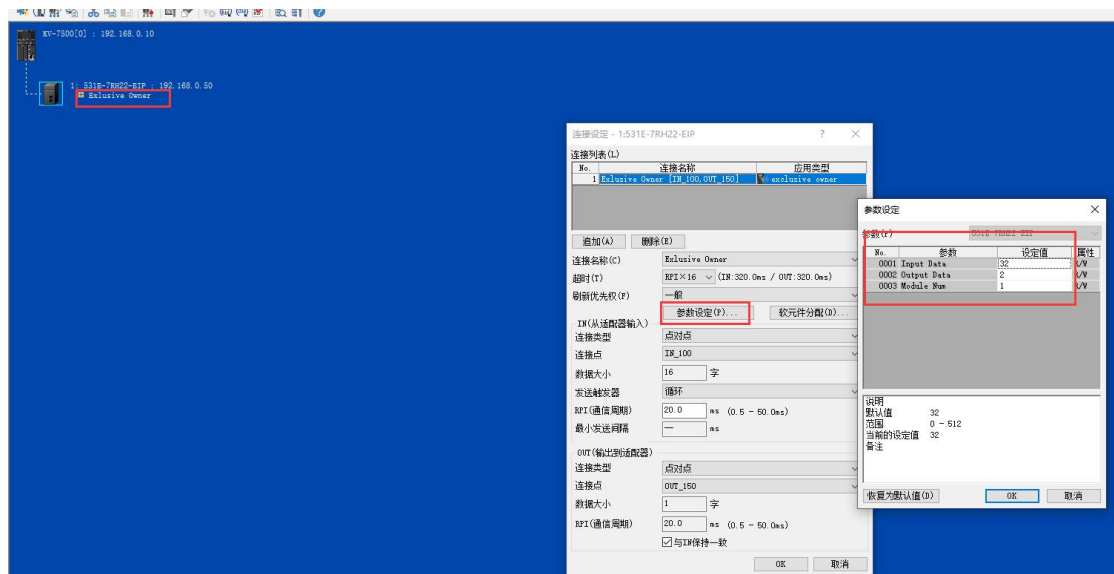 KV-7500[0] : 192.168.0.10
1: 531E-7RH22-EIP : 192.168.0.50
Exlusive Owner
连接设定 - 1:531E-7RH22-EIP ? ×
连接列表(L)
No. 连接名称 应用类型
1 Exlusive Owner [IN_100,OUT_150] exclusive owner
追加(A) 删除(E)
连接名称(C) Exlusive Owner
超时(T) RPI×16 (IN:320.0ms / OUT:320.0ms)
刷新优先权(F) 一般
参数设定(P)... 软元件分配(D)...
IN(从适配器输入)
连接类型 点对点
连接点 IN_100
数据大小 16 字
发送触发器 循环
RPI(通信周期) 20.0 ms (0.5 - 50.0ms)
最小发送间隔 — ms
OUT(输出到适配器)
连接类型 点对点
连接点 OUT_150
数据大小 1 字
RPI(通信周期) 20.0 ms (0.5 - 50.0ms)
与IN保持一致
OK 取消
参数设定 ×
参数(P) 531E-7RH22-EIP
No. 参数 设定值 属性
0001 Input Data 32 R/W
0002 Output Data 2 R/W
0003 Module Num 1 R/W
说明
默认值 32
范围 0 - 512
当前的设定值 32
备注
恢复为默认值(D) OK 取消